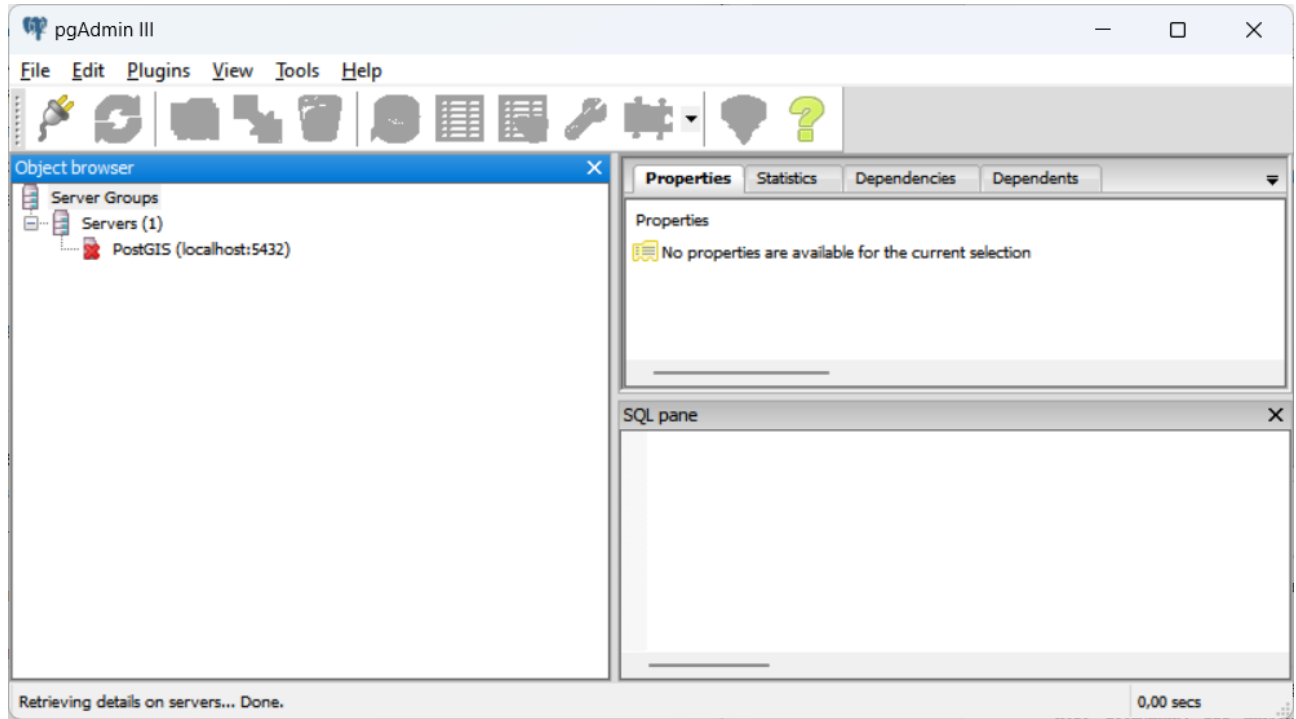 pgAdmin III
File Edit Plugins View Tools Help
Object browser
Server Groups
Servers (1)
PostGIS (localhost:5432)
Properties Statistics Dependencies Dependents
Properties
No properties are available for the current selection
SQL pane
Retrieving details on servers... Done.
0,00 secs